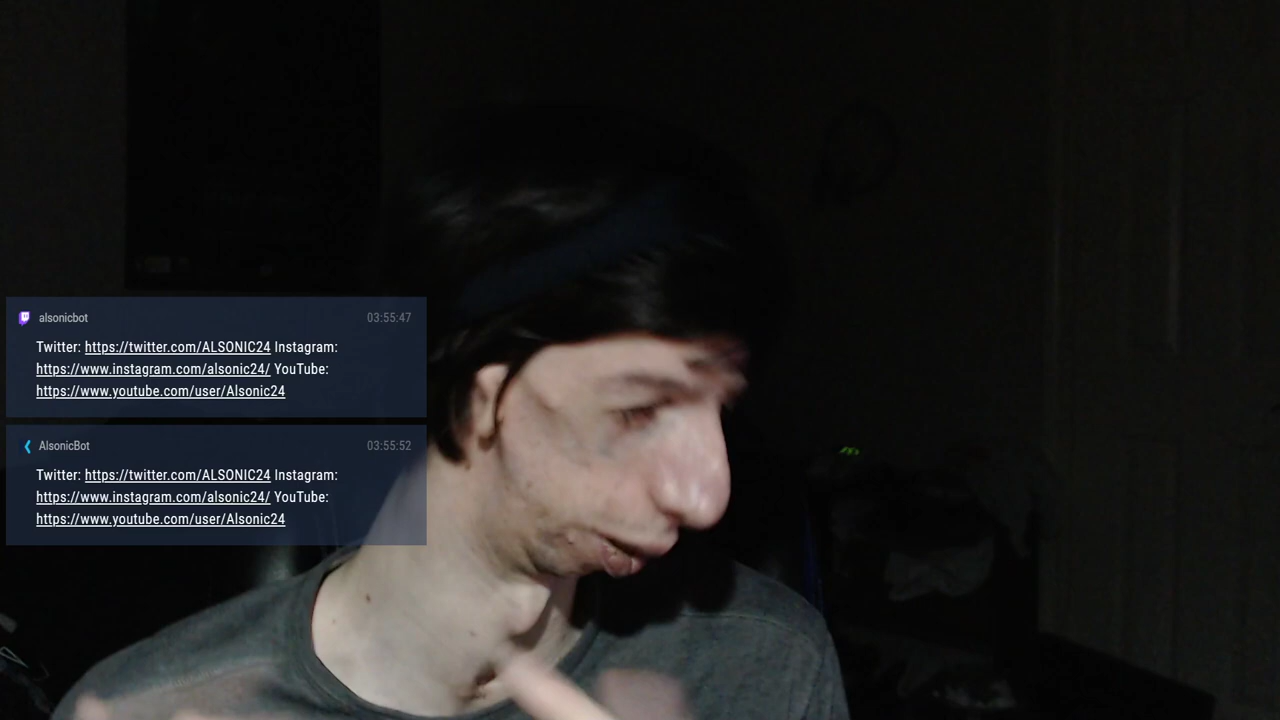 alsonicbot 03:55:47
Twitter: https://twitter.com/ALSONIC24 Instagram:
https://www.instagram.com/alsonic24/ YouTube:
https://www.youtube.com/user/Alsonic24
AlsonicBot 03:55:52
Twitter: https://twitter.com/ALSONIC24 Instagram:
https://www.instagram.com/alsonic24/ YouTube:
https://www.youtube.com/user/Alsonic24